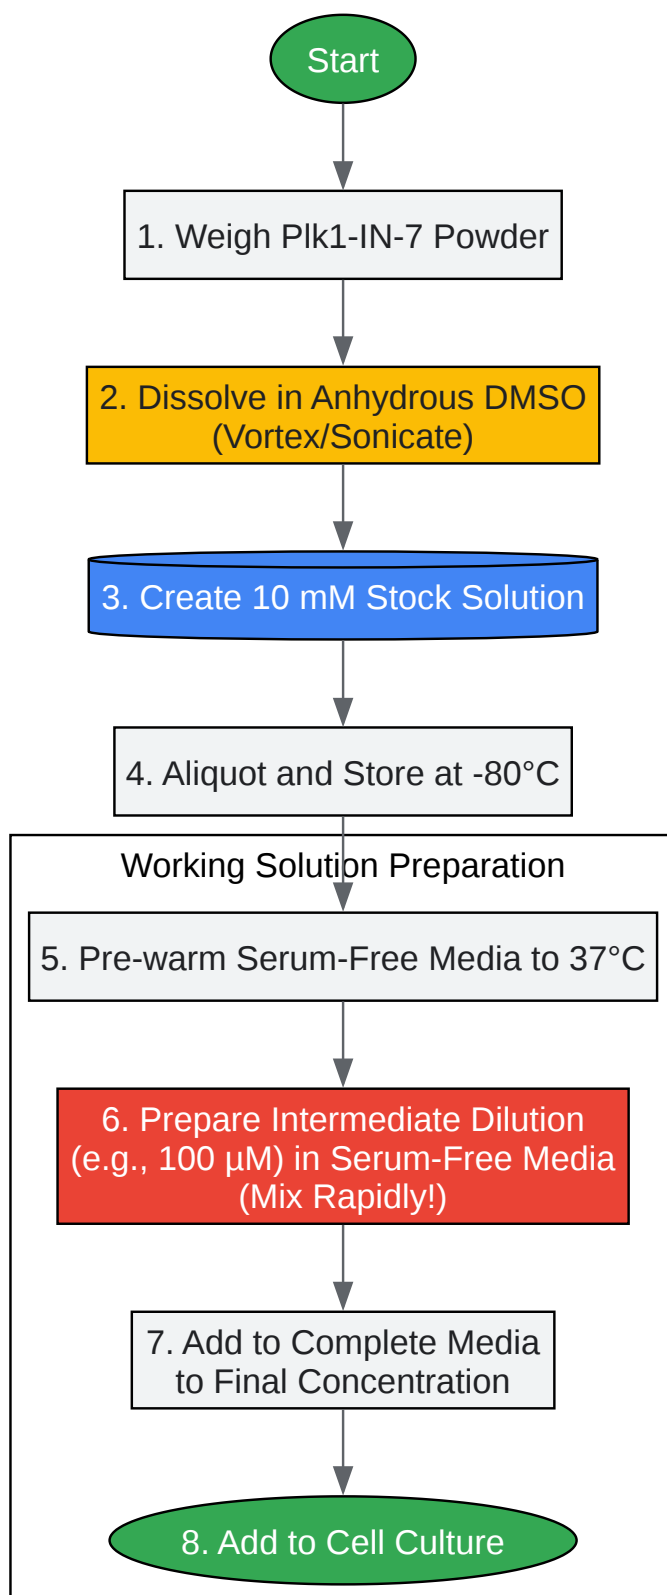 Start
1. Weigh Plk1-IN-7 Powder
2. Dissolve in Anhydrous DMSO
(Vortex/Sonicate)
3. Create 10 mM Stock Solution
4. Aliquot and Store at -80°C
Working Solution Preparation
5. Pre-warm Serum-Free Media to 37°C
6. Prepare Intermediate Dilution
(e.g., 100 µM) in Serum-Free Media
(Mix Rapidly!)
7. Add to Complete Media
to Final Concentration
8. Add to Cell Culture